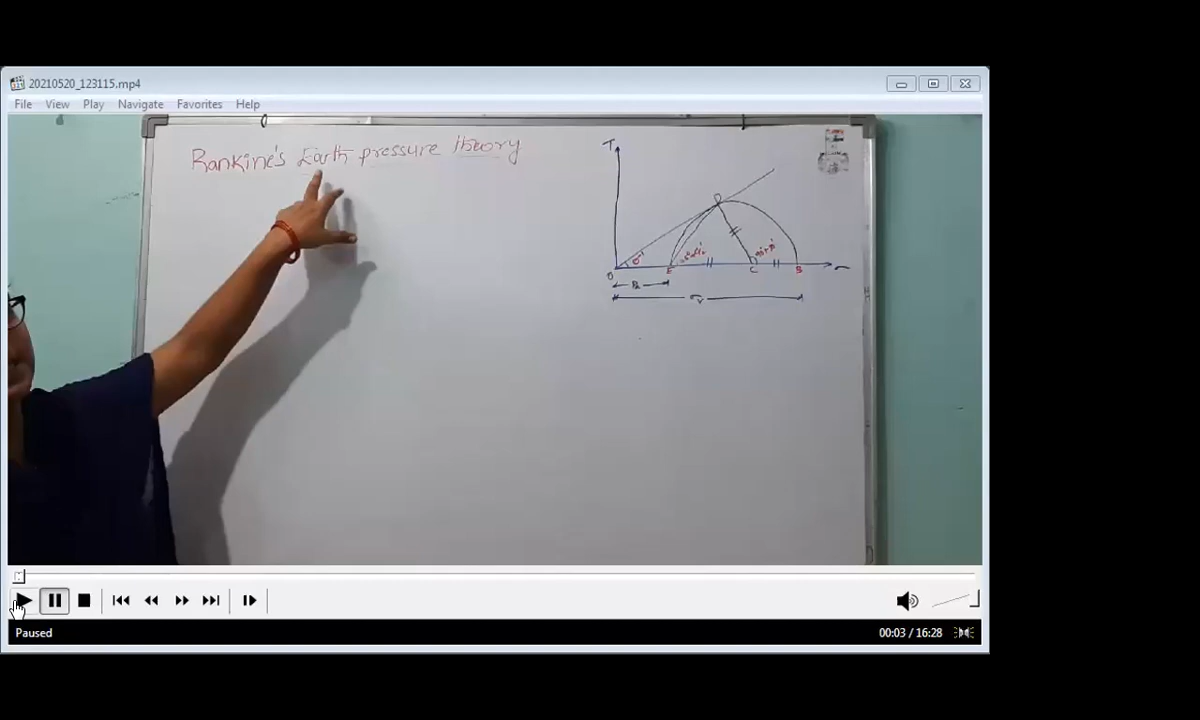 20210520_123115.mp4
File View Play Navigate Favorites Help
Rankine's Earth pressure theory
D
O E C B
Paused
00:03 / 16:28